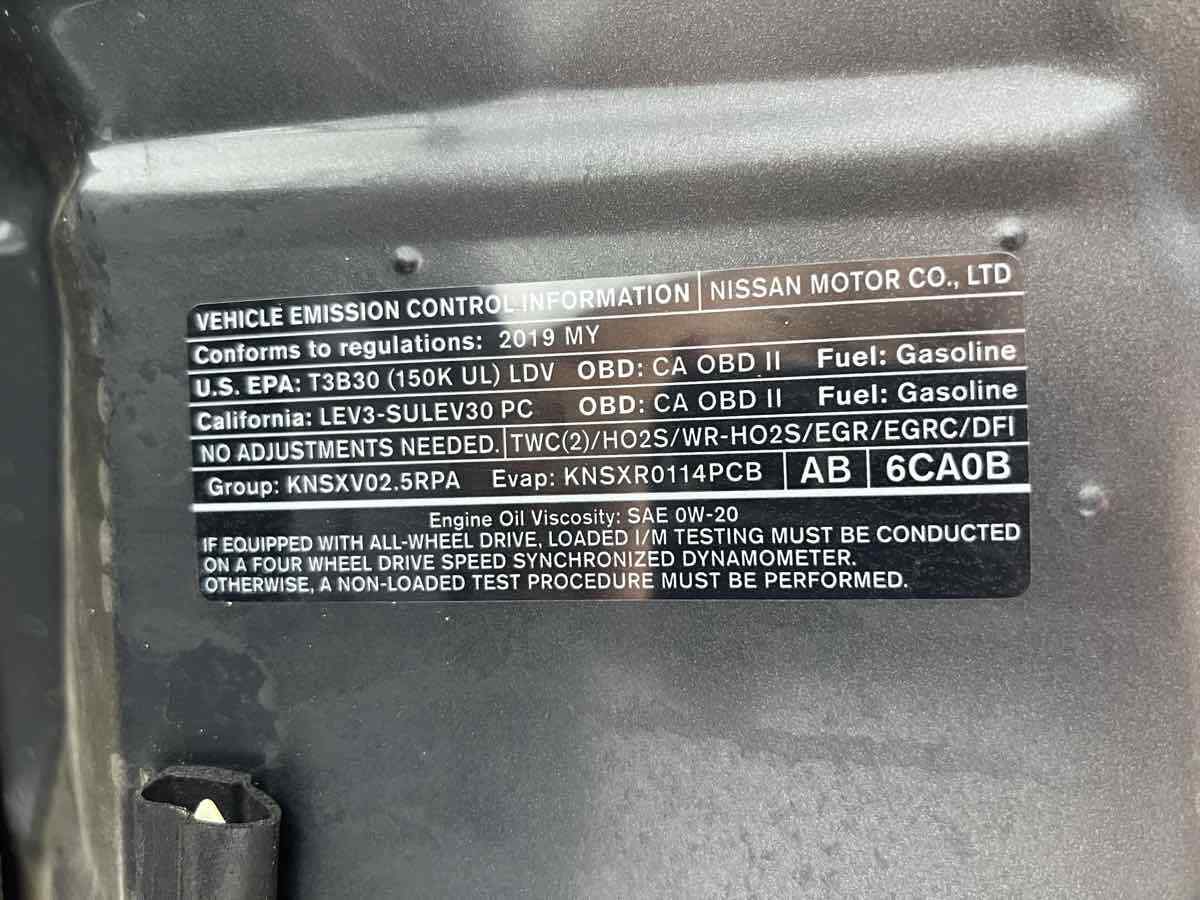 VEHICLE EMISSION CONTROL INFORMATION NISSAN MOTOR CO., LTD
Conforms to regulations: 2019 MY
U.S. EPA: T3B30 (150K UL) LDV OBD: CA OBD II Fuel: Gasoline
California: LEV3-SULEV30 PC OBD: CA OBD II Fuel: Gasoline
NO ADJUSTMENTS NEEDED. TWC(2)/HO2S/WR-HO2S/EGR/EGRC/DFI
Group: KNSXV02.5RPA Evap: KNSXR0114PCB AB 6CA0B
Engine Oil Viscosity: SAE 0W-20
IF EQUIPPED WITH ALL-WHEEL DRIVE, LOADED I/M TESTING MUST BE CONDUCTED
ON A FOUR WHEEL DRIVE SPEED SYNCHRONIZED DYNAMOMETER.
OTHERWISE, A NON-LOADED TEST PROCEDURE MUST BE PERFORMED.